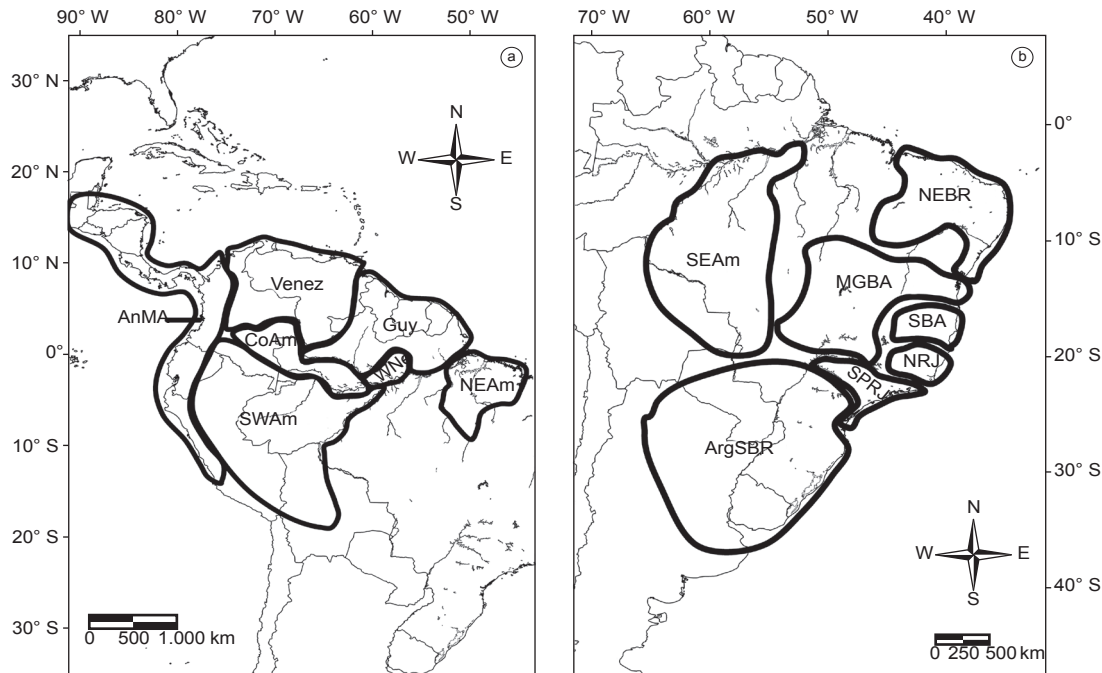 90° W 80° W 70° W 60° W 50° W
70° W 60° W 50° W 40° W
a
30° N
20° N
10° N
0°
10° S
20° S
30° S
N
W E
S
Venez
AnMA
Guy
CoAm
NEAm
SWAm
0 500 1.000 km
b
0°
10° S
20° S
30° S
40° S
NEBR
SEAm
MGBA
SBA
NRJ
SPRJ
ArgSBR
N
W E
S
0 250 500 km